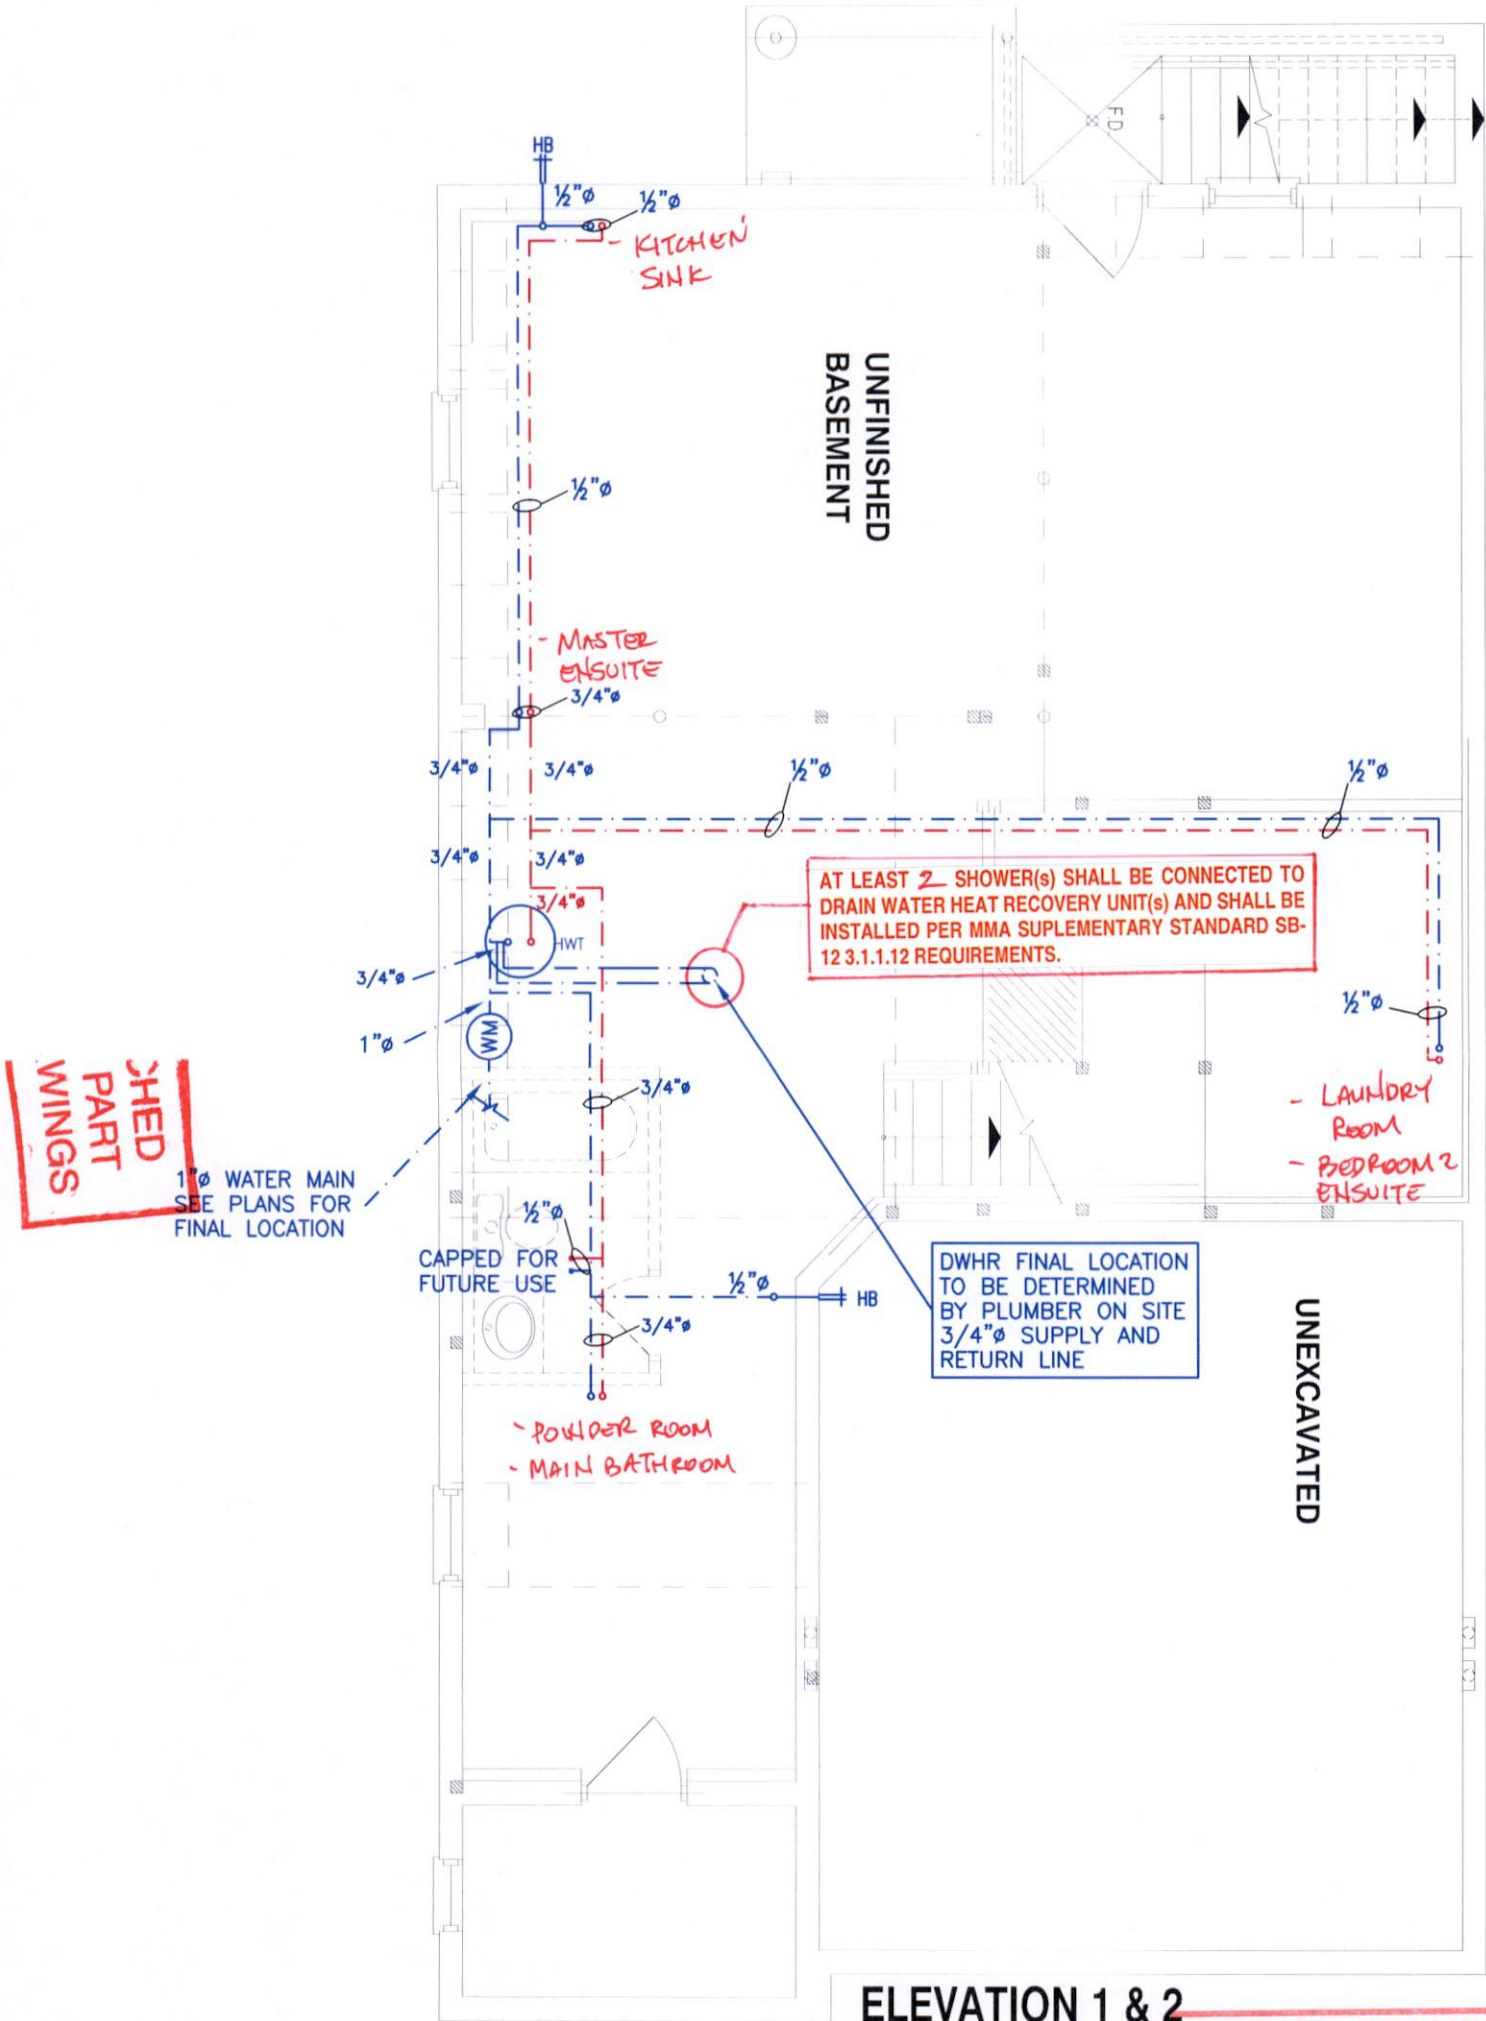 F.D.
HB
½"ø
½"ø
- KITCHEN
SINK
UNFINISHED
BASEMENT
½"ø
- MASTER
ENSUITE
3/4"ø
3/4"ø
3/4"ø
½"ø
½"ø
3/4"ø
3/4"ø
3/4"ø
HWT
AT LEAST 2 SHOWER(s) SHALL BE CONNECTED TO
DRAIN WATER HEAT RECOVERY UNIT(s) AND SHALL BE
INSTALLED PER MMA SUPLEMENTARY STANDARD SB-
12 3.1.1.12 REQUIREMENTS.
3/4"ø
1"ø
WM
½"ø
- LAUNDRY
ROOM
- BEDROOM 2
ENSUITE
3/4"ø
CHED
PART
WINGS
1"ø WATER MAIN
SEE PLANS FOR
FINAL LOCATION
½"ø
CAPPED FOR
FUTURE USE
½"ø
HB
3/4"ø
DWHR FINAL LOCATION
TO BE DETERMINED
BY PLUMBER ON SITE
3/4"ø SUPPLY AND
RETURN LINE
- POWDER ROOM
- MAIN BATHROOM
UNEXCAVATED
ELEVATION 1 & 2